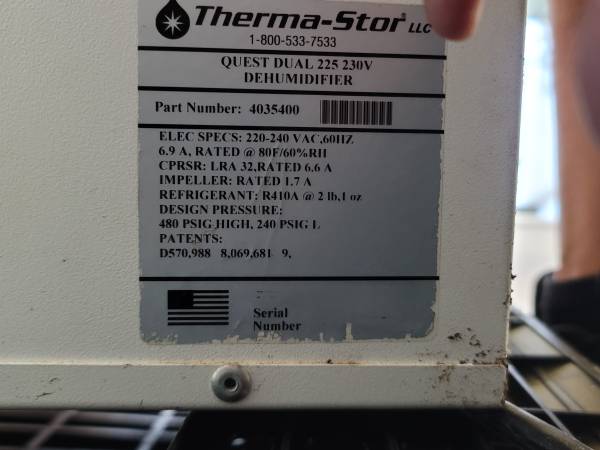 Therma-Stor LLC
1-800-533-7533
QUEST DUAL 225 230V
DEHUMIDIFIER
Part Number: 4035400
ELEC SPECS: 220-240 VAC,60HZ
6.9 A, RATED @ 80F/60%RH
CPRSR: LRA 32,RATED 6.6 A
IMPELLER: RATED 1.7 A
REFRIGERANT: R410A @ 2 lb,1 oz
DESIGN PRESSURE:
480 PSIG HIGH, 240 PSIG L
PATENTS:
D570,988 8,069,681 9,
Serial
Number